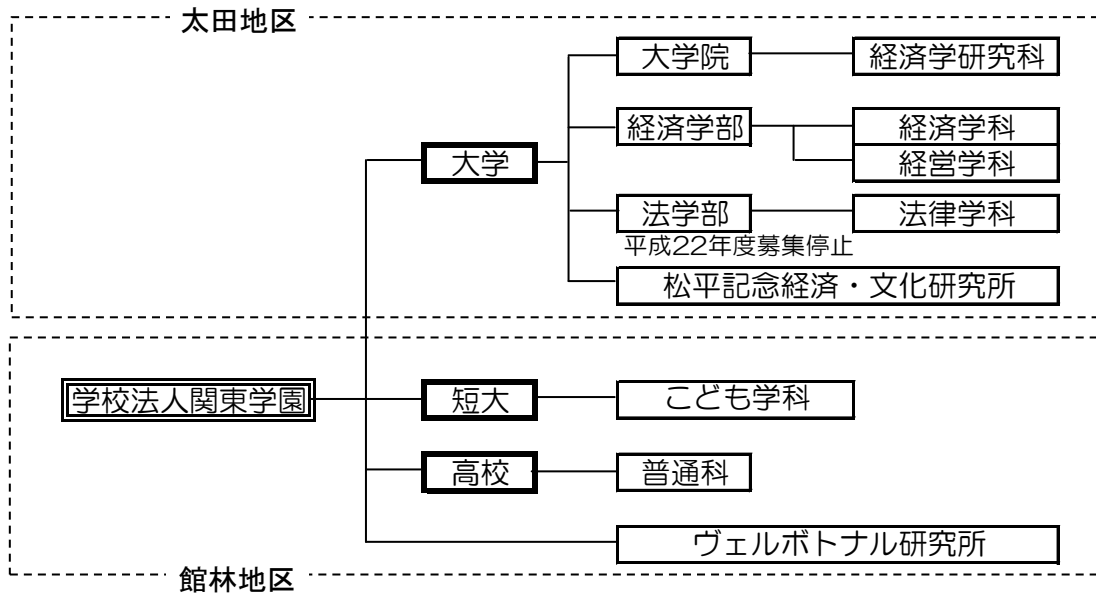 太田地区
大学院
経済学研究科
経済学部
経済学科
大学
経営学科
法学部
法律学科
平成22年度募集停止
松平記念経済・文化研究所
学校法人関東学園
短大
こども学科
高校
普通科
ヴェルボトナル研究所
館林地区